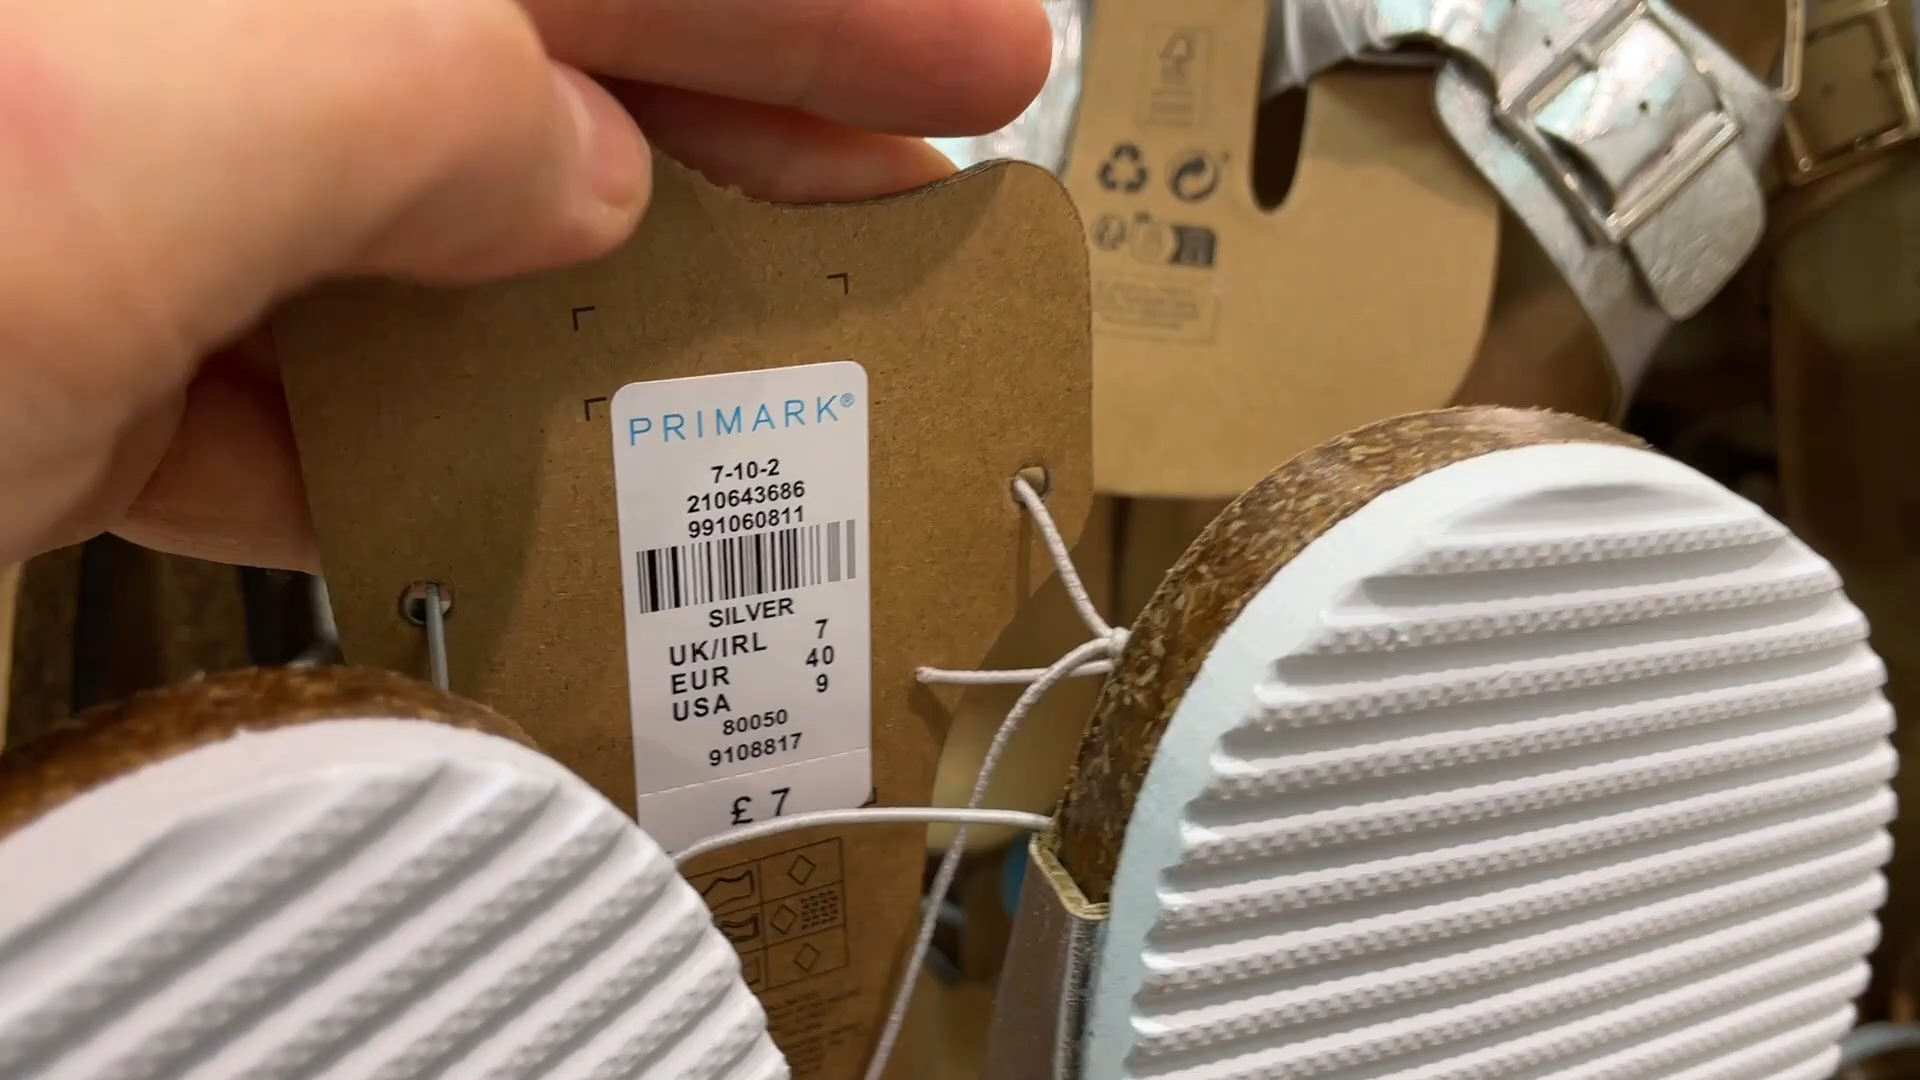 PRIMARK®
7-10-2
210643686
991060811
SILVER
UK/IRL 7
EUR 40
USA 9
80050
9108817
£ 7